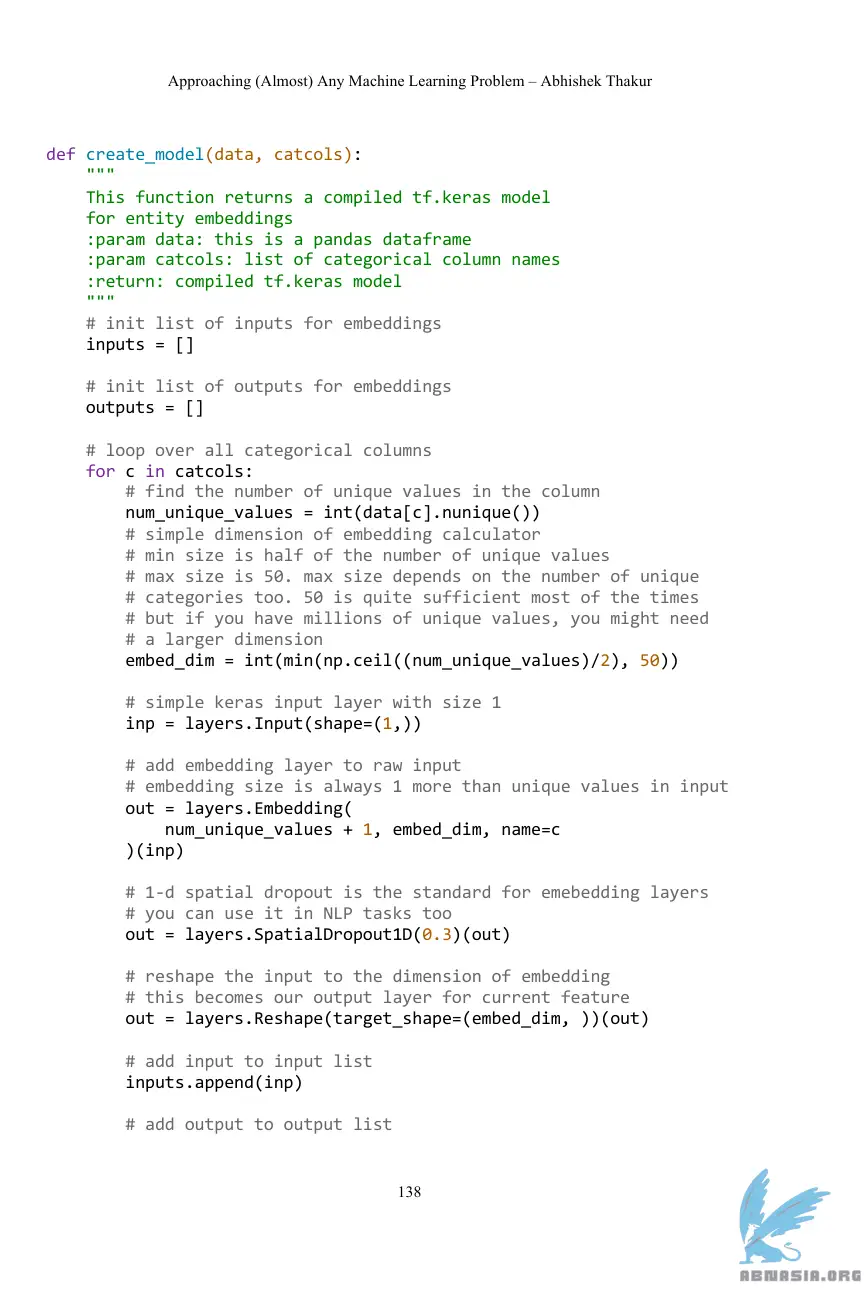 Approaching (Almost) Any Machine Learning Problem – Abhishek Thakur
def create_model(data, catcols):
    """
    This function returns a compiled tf.keras model
    for entity embeddings
    :param data: this is a pandas dataframe
    :param catcols: list of categorical column names
    :return: compiled tf.keras model
    """
    # init list of inputs for embeddings
    inputs = []
    # init list of outputs for embeddings
    outputs = []
    # loop over all categorical columns
    for c in catcols:
        # find the number of unique values in the column
        num_unique_values = int(data[c].nunique())
        # simple dimension of embedding calculator
        # min size is half of the number of unique values
        # max size is 50. max size depends on the number of unique
        # categories too. 50 is quite sufficient most of the times
        # but if you have millions of unique values, you might need
        # a larger dimension
        embed_dim = int(min(np.ceil((num_unique_values)/2), 50))
        # simple keras input layer with size 1
        inp = layers.Input(shape=(1,))
        # add embedding layer to raw input
        # embedding size is always 1 more than unique values in input
        out = layers.Embedding(
            num_unique_values + 1, embed_dim, name=c
        )(inp)
        # 1-d spatial dropout is the standard for emebedding layers
        # you can use it in NLP tasks too
        out = layers.SpatialDropout1D(0.3)(out)
        # reshape the input to the dimension of embedding
        # this becomes our output layer for current feature
        out = layers.Reshape(target_shape=(embed_dim, ))(out)
        # add input to input list
        inputs.append(inp)
        # add output to output list
138
ABNASIA.ORG